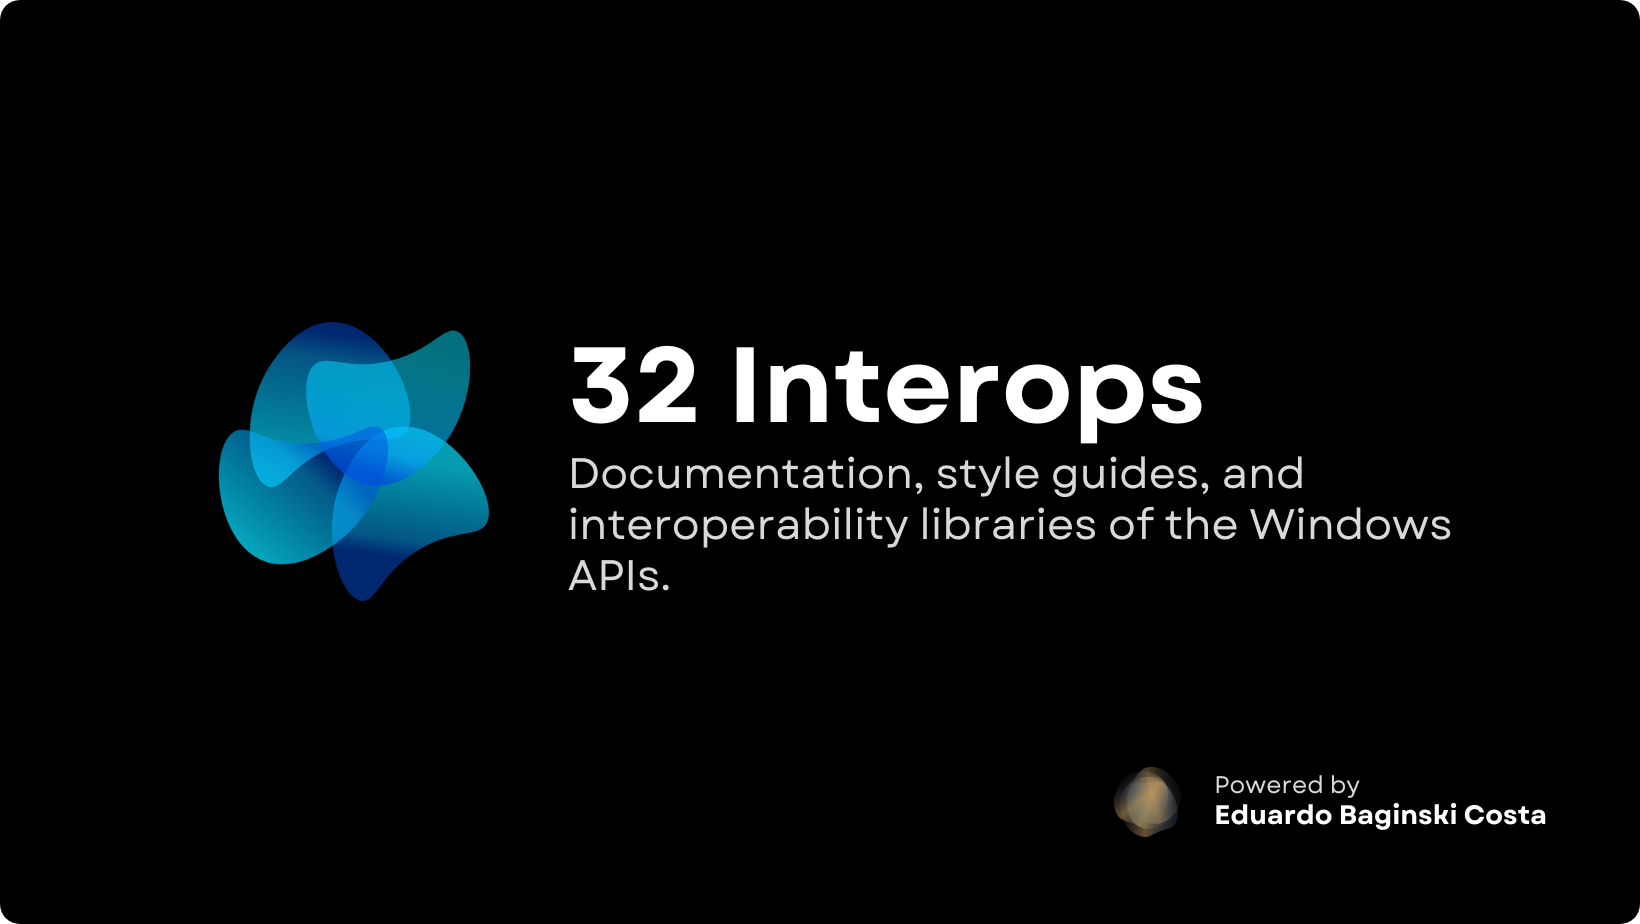 32 Interops
Documentation, style guides, and
interoperability libraries of the Windows
APIs.
Powered by
Eduardo Baginski Costa